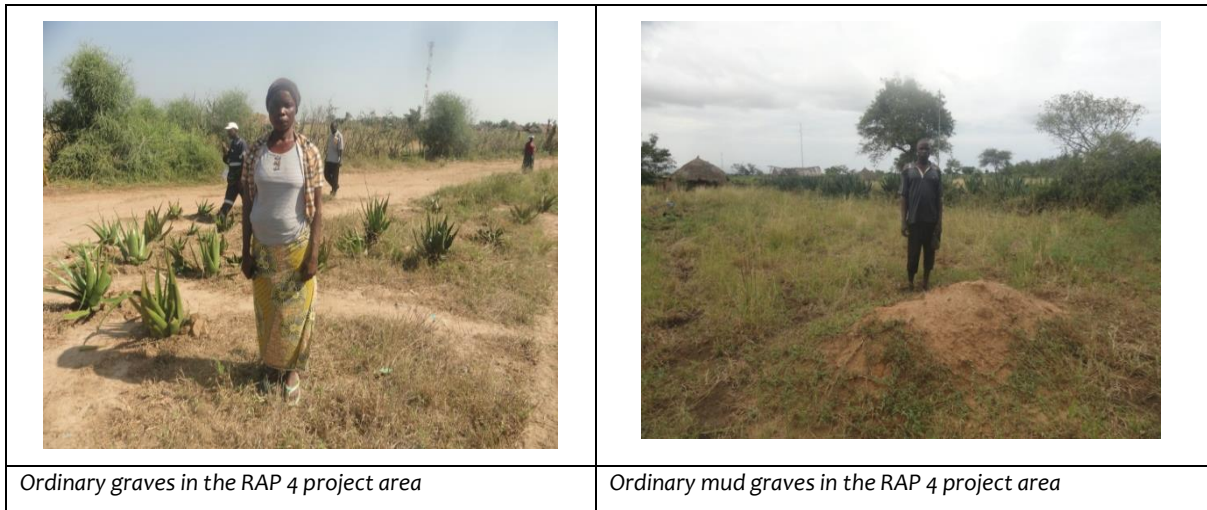 Ordinary graves in the RAP 4 project area
Ordinary mud graves in the RAP 4 project area